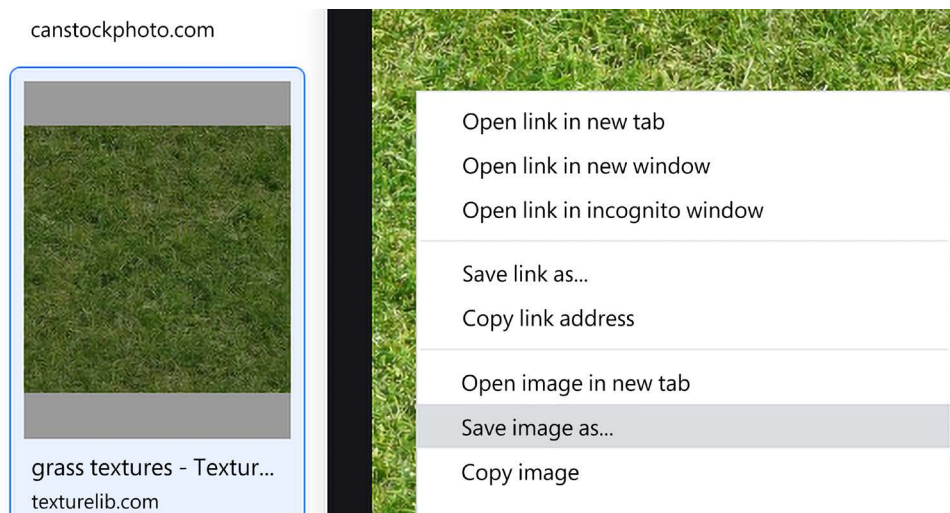 canstockphoto.com
grass textures - Textur...
texturelib.com
Open link in new tab
Open link in new window
Open link in incognito window
Save link as...
Copy link address
Open image in new tab
Save image as...
Copy image